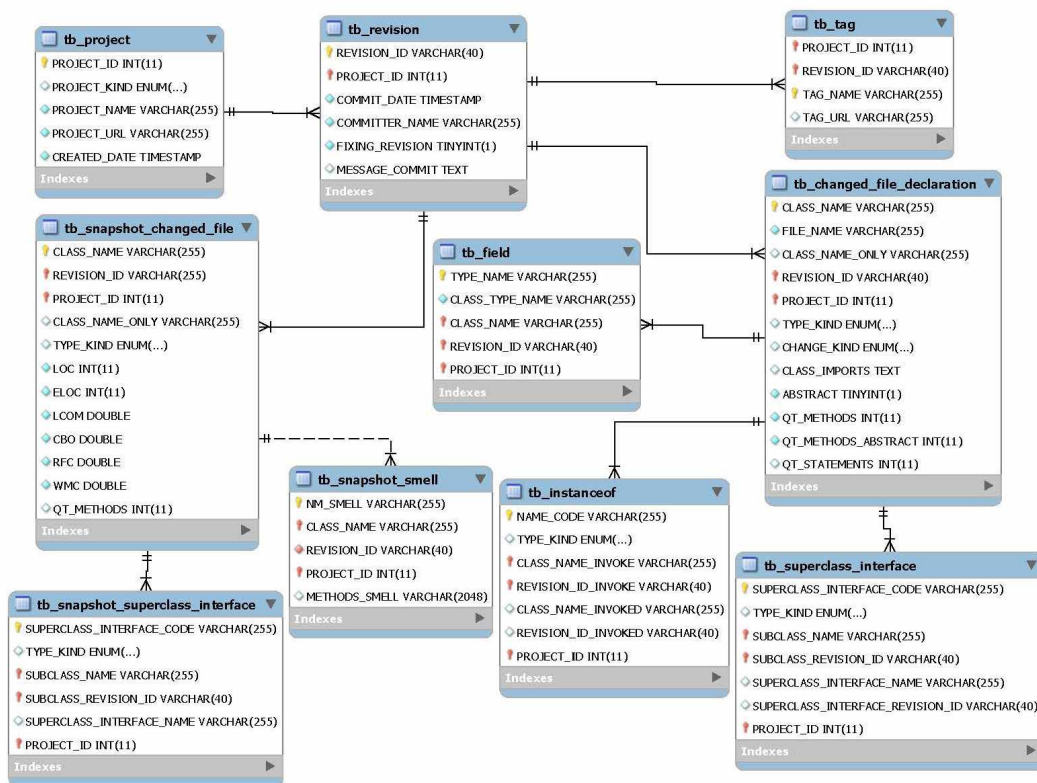 tb_project
PROJECT_ID INT(11)
PROJECT_KIND ENUM(...)
PROJECT_NAME VARCHAR(255)
PROJECT_URL VARCHAR(255)
CREATED_DATE TIMESTAMP
Indexes
tb_revision
REVISION_ID VARCHAR(40)
PROJECT_ID INT(11)
COMMIT_DATE TIMESTAMP
COMMITTER_NAME VARCHAR(255)
FIXING_REVISION TINYINT(1)
MESSAGE_COMMIT TEXT
Indexes
tb_tag
PROJECT_ID INT(11)
REVISION_ID VARCHAR(40)
TAG_NAME VARCHAR(255)
TAG_URL VARCHAR(255)
Indexes
tb_snapshot_changed_file
CLASS_NAME VARCHAR(255)
REVISION_ID VARCHAR(255)
PROJECT_ID INT(11)
CLASS_NAME_ONLY VARCHAR(255)
TYPE_KIND ENUM(...)
LOC INT(11)
ELOC INT(11)
LCOM DOUBLE
CBO DOUBLE
RFC DOUBLE
WMC DOUBLE
QT_METHODS INT(11)
Indexes
tb_field
TYPE_NAME VARCHAR(255)
CLASS_TYPE_NAME VARCHAR(255)
CLASS_NAME VARCHAR(255)
REVISION_ID VARCHAR(40)
PROJECT_ID INT(11)
Indexes
tb_changed_file_declaration
CLASS_NAME VARCHAR(255)
FILE_NAME VARCHAR(255)
CLASS_NAME_ONLY VARCHAR(255)
REVISION_ID VARCHAR(40)
PROJECT_ID INT(11)
TYPE_KIND ENUM(...)
CHANGE_KIND ENUM(...)
CLASS_IMPORTS TEXT
ABSTRACT TINYINT(1)
QT_METHODS INT(11)
QT_METHODS_ABSTRACT INT(11)
QT_STATEMENTS INT(11)
Indexes
tb_snapshot_smell
NM_SMELL VARCHAR(255)
CLASS_NAME VARCHAR(255)
REVISION_ID VARCHAR(40)
PROJECT_ID INT(11)
METHODS_SMELL VARCHAR(2048)
Indexes
tb_instanceof
NAME_CODE VARCHAR(255)
TYPE_KIND ENUM(...)
CLASS_NAME_INVOKE VARCHAR(255)
REVISION_ID_INVOKE VARCHAR(40)
CLASS_NAME_INVOKED VARCHAR(255)
REVISION_ID_INVOKED VARCHAR(40)
PROJECT_ID INT(11)
Indexes
tb_superclass_interface
SUPERCLASS_INTERFACE_CODE VARCHAR(255)
TYPE_KIND ENUM(...)
SUBCLASS_NAME VARCHAR(255)
SUBCLASS_REVISION_ID VARCHAR(40)
SUPERCLASS_INTERFACE_NAME VARCHAR(255)
SUPERCLASS_INTERFACE_REVISION_ID VARCHAR(40)
PROJECT_ID INT(11)
Indexes
tb_snapshot_superclass_interface
SUPERCLASS_INTERFACE_CODE VARCHAR(255)
TYPE_KIND ENUM(...)
SUBCLASS_NAME VARCHAR(255)
SUBCLASS_REVISION_ID VARCHAR(40)
SUPERCLASS_INTERFACE_NAME VARCHAR(255)
PROJECT_ID INT(11)
Indexes